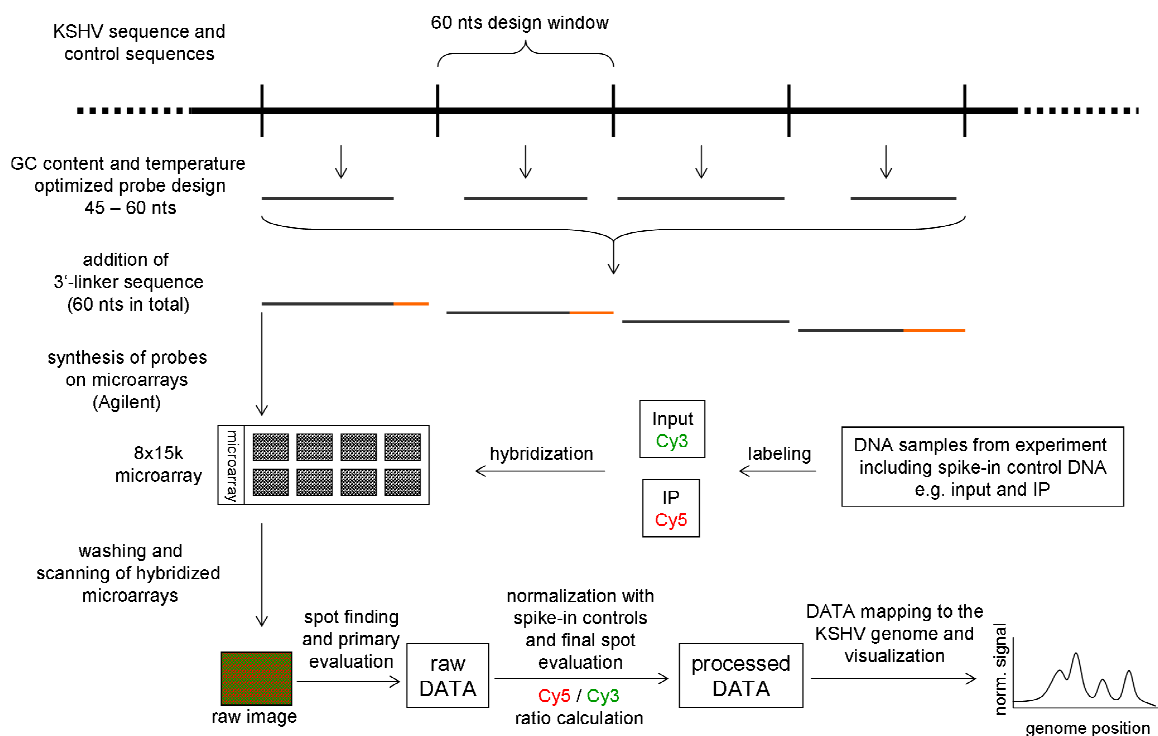 60 nts design window
KSHV sequence and
control sequences
GC content and temperature
optimized probe design
45 – 60 nts
addition of
3‘-linker sequence
(60 nts in total)
synthesis of probes
on microarrays
(Agilent)
8x15k
microarray
microarray
hybridization
Input
Cy3
IP
Cy5
labeling
DNA samples from experiment
including spike-in control DNA
e.g. input and IP
washing and
scanning of hybridized
microarrays
raw image
spot finding
and primary
evaluation
raw
DATA
normalization with
spike-in controls
and final spot
evaluation
Cy5 / Cy3
ratio calculation
processed
DATA
DATA mapping to the
KSHV genome and
visualization
norm. signal
genome position